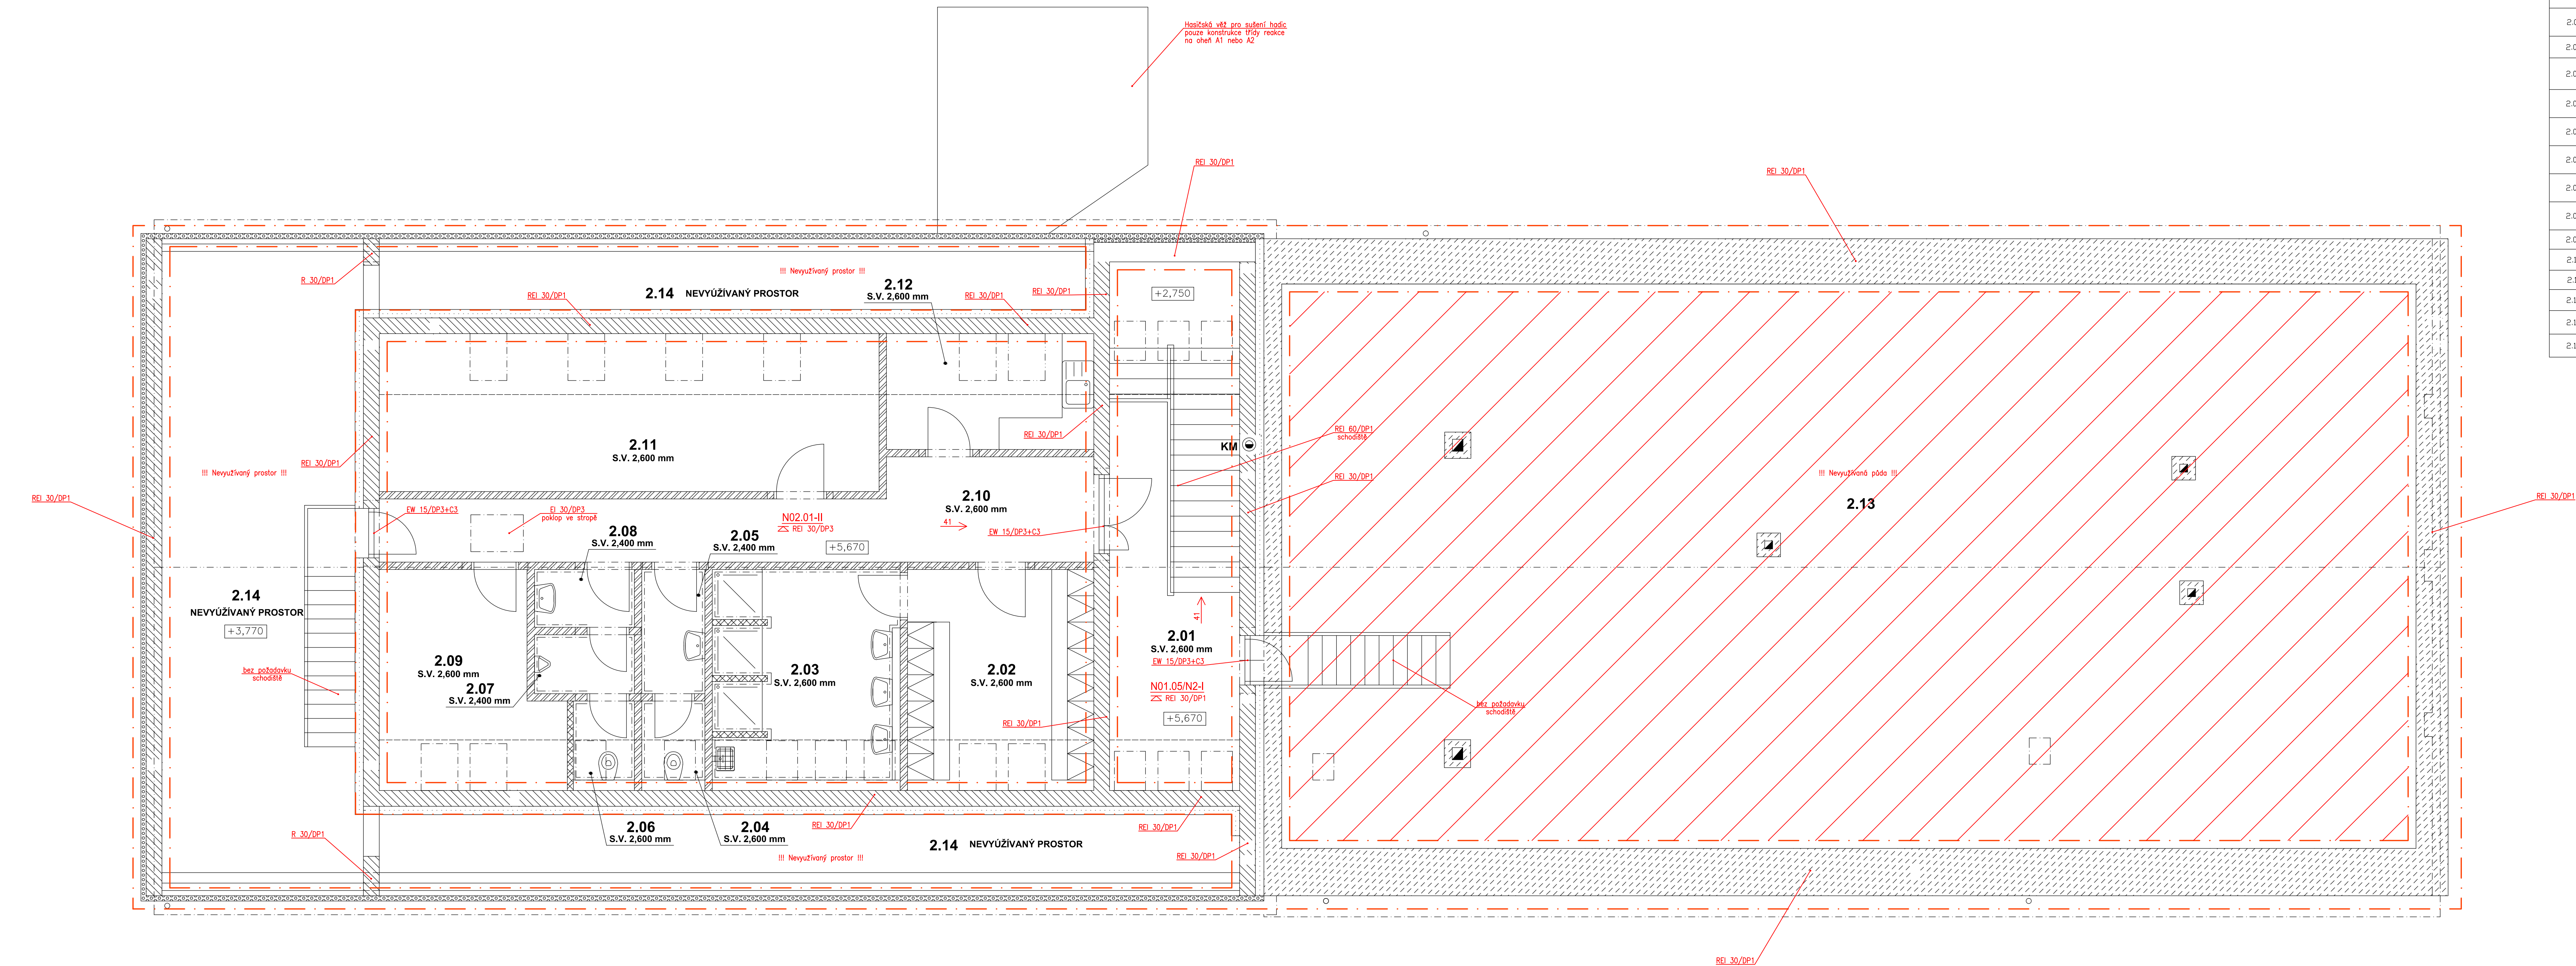 Hasičská věž pro sušení hadic
pouze konstrukce třídy reakce
na oheň A1 nebo A2
REI 30/DP1
REI 30/DP1
R 30/DP1
!!! Nevyužívaný prostor !!!
2.14 NEVYÚŽÍVANÝ PROSTOR
2.12
S.V. 2,600 mm
REI 30/DP1
REI 30/DP1
REI 30/DP1
+2,750
REI 30/DP1
KM
REI 60/DP1
schodiště
2.11
S.V. 2,600 mm
REI 30/DP1
!!! Nevyužívaný prostor !!!
REI 30/DP1
REI 30/DP1
!!! Nevyužívaná půda !!!
2.13
REI 30/DP1
2.10
S.V. 2,600 mm
EW 15/DP3+C3
EI 30/DP3
poklop ve stropě
N02.01-II
REI 30/DP3
41
EW 15/DP3+C3
2.08
S.V. 2,400 mm
2.05
S.V. 2,400 mm
+5,670
2.14
NEVYÚŽÍVANÝ PROSTOR
+3,770
bez požadavku
schodiště
41
2.01
S.V. 2,600 mm
EW 15/DP3+C3
2.09
S.V. 2,600 mm
2.07
S.V. 2,400 mm
2.03
S.V. 2,600 mm
2.02
S.V. 2,600 mm
N01.05/N2-I
REI 30/DP1
+5,670
REI 30/DP1
bez požadavku
schodiště
R 30/DP1
2.06
S.V. 2,600 mm
2.04
S.V. 2,600 mm
REI 30/DP1
REI 30/DP1
2.14 NEVYÚŽÍVANÝ PROSTOR
!!! Nevyužívaný prostor !!!
REI 30/DP1
REI 30/DP1